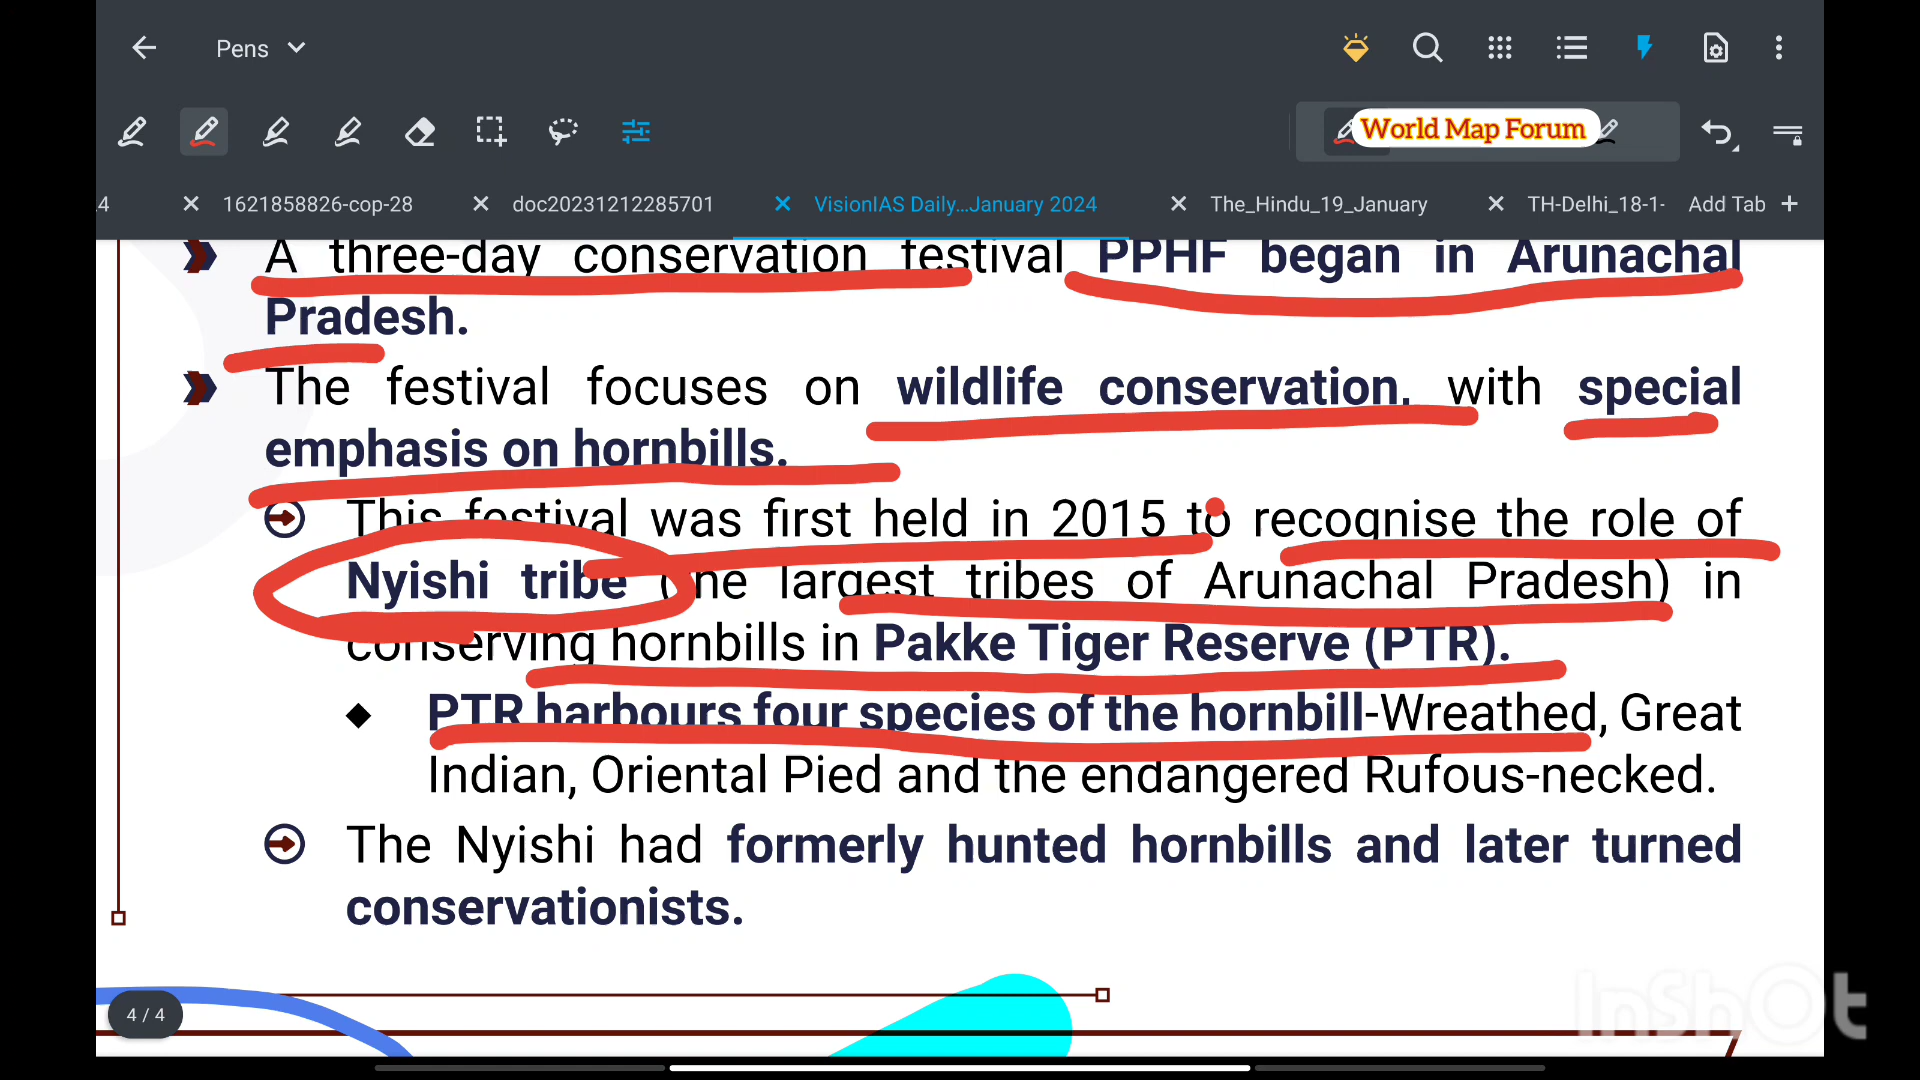 Pens
World Map Forum
.4
1621858826-cop-28
doc20231212285701
VisionIAS Daily...January 2024
The_Hindu_19_January
TH-Delhi_18-1-
Add Tab +
A three-day conservation festival PPHF began in Arunachal
Pradesh.
The festival focuses on wildlife conservation, with special
emphasis on hornbills.
This festival was first held in 2015 to recognise the role of
Nyishi tribe largest tribes of Arunachal Pradesh) in
conserving hornbills in Pakke Tiger Reserve (PTR).
PTR harbours four species of the hornbill-Wreathed, Great
Indian, Oriental Pied and the endangered Rufous-necked.
The Nyishi had formerly hunted hornbills and later turned
conservationists.
4 / 4
InShOt